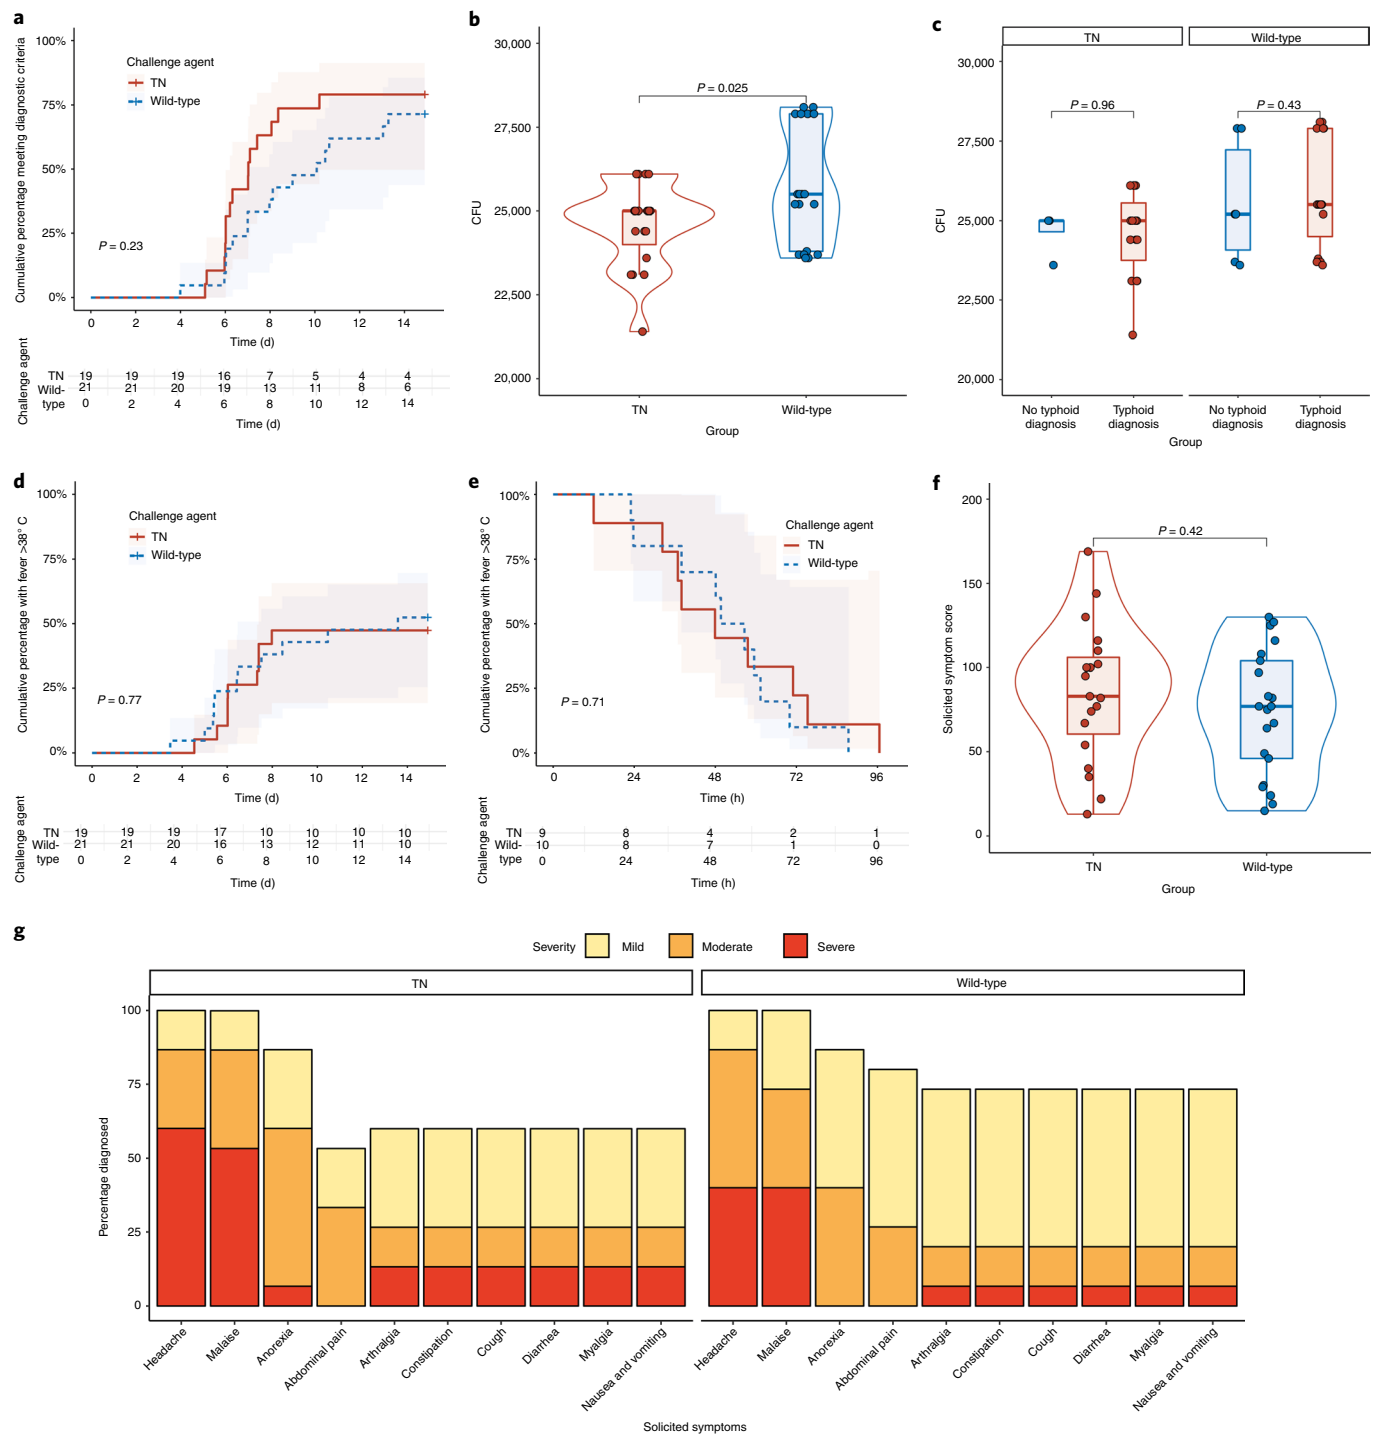 a
Cumulative percentage meeting diagnostic criteria
100%
75%
50%
25%
0%
Challenge agent
TN
Wild-type
P = 0.23
0 2 4 6 8 10 12 14
Time (d)
Challenge agent
TN 19 19 19 16 7 5 4 4
Wild- 21 21 20 19 13 11 8 6
type 0 2 4 6 8 10 12 14
Time (d)
b
CFU
30,000
27,500
25,000
22,500
20,000
P = 0.025
TN Wild-type
Group
c
TN Wild-type
CFU
30,000
27,500
25,000
22,500
20,000
P = 0.96 P = 0.43
No typhoid Typhoid No typhoid Typhoid
diagnosis diagnosis diagnosis diagnosis
Group
d
Cumulative percentage with fever >38° C
100%
75%
50%
25%
0%
Challenge agent
TN
Wild-type
P = 0.77
0 2 4 6 8 10 12 14
Time (d)
Challenge agent
TN 19 19 19 17 10 10 10 10
Wild- 21 21 20 16 13 12 11 10
type 0 2 4 6 8 10 12 14
Time (d)
e
Cumulative percentage with fever >38° C
100%
75%
50%
25%
0%
Challenge agent
TN
Wild-type
P = 0.71
0 24 48 72 96
Time (h)
Challenge agent
TN 9 8 4 2 1
Wild- 10 8 7 1 0
type 0 24 48 72 96
Time (h)
f
Solicited symptom score
200
150
100
50
0
P = 0.42
TN Wild-type
Group
g
Severity Mild Moderate Severe
TN Wild-type
Percentage diagnosed
100
75
50
25
0
Headache Malaise Anorexia Abdominal pain Arthralgia Constipation Cough Diarrhea Myalgia Nausea and vomiting
Headache Malaise Anorexia Abdominal pain Arthralgia Constipation Cough Diarrhea Myalgia Nausea and vomiting
Solicited symptoms